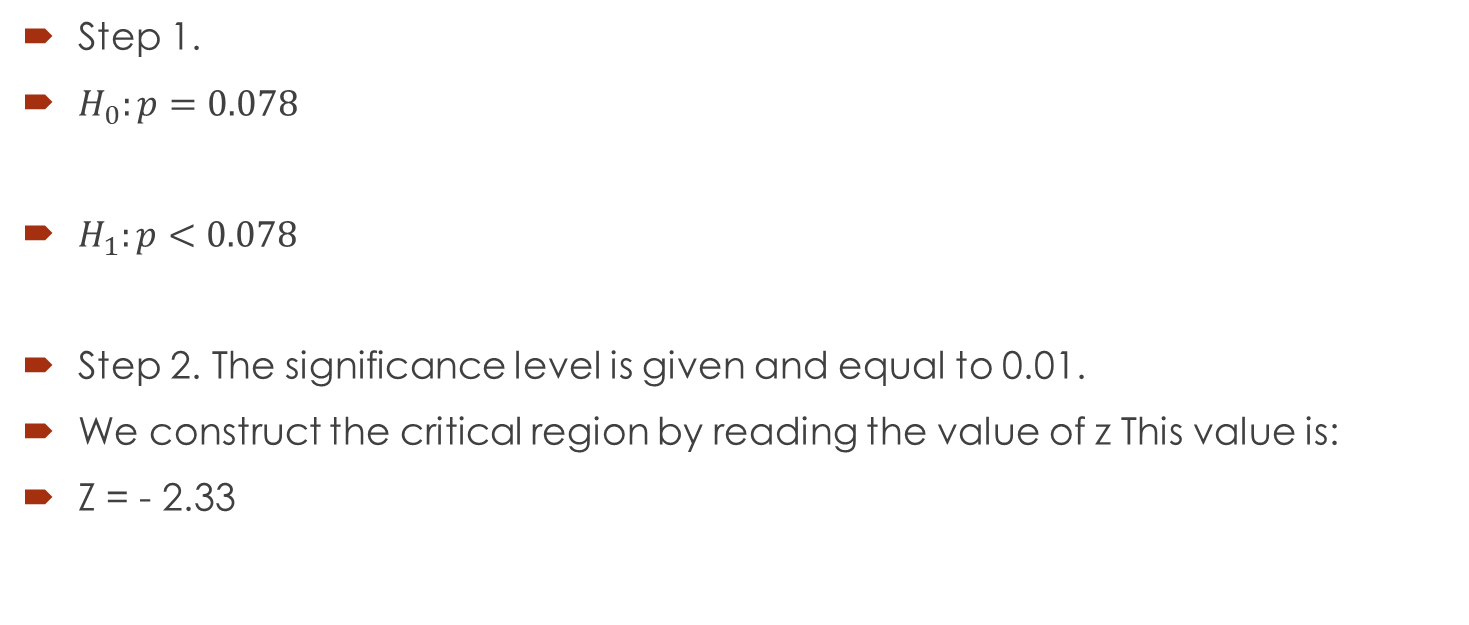 Step 1.
H₀: p = 0.078
H₁: p < 0.078
Step 2. The significance level is given and equal to 0.01.
We construct the critical region by reading the value of z This value is:
Z = - 2.33